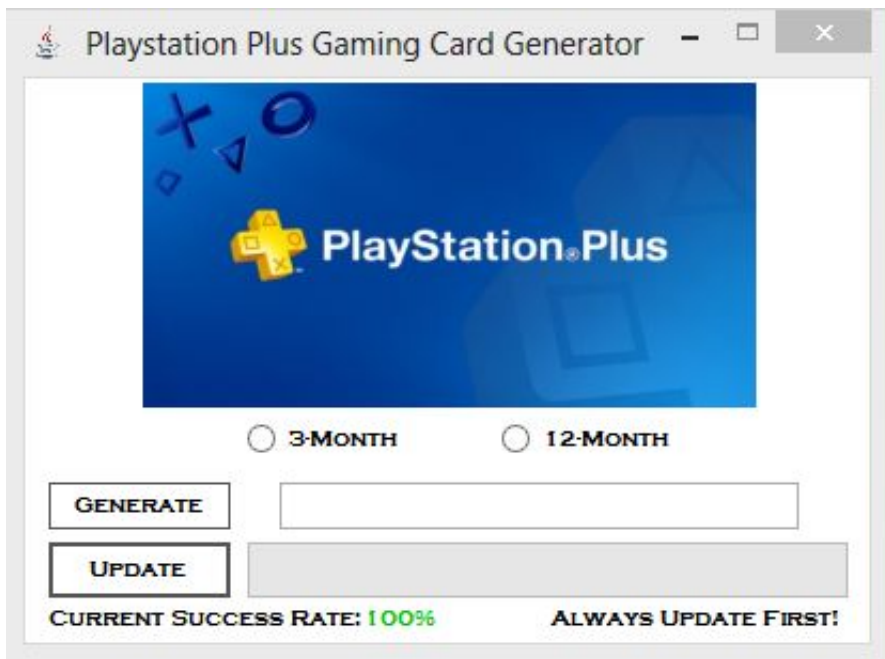 Playstation Plus Gaming Card Generator
PlayStation®Plus
3-Month
12-Month
Generate
Update
Current Success Rate: 100%
Always Update First!